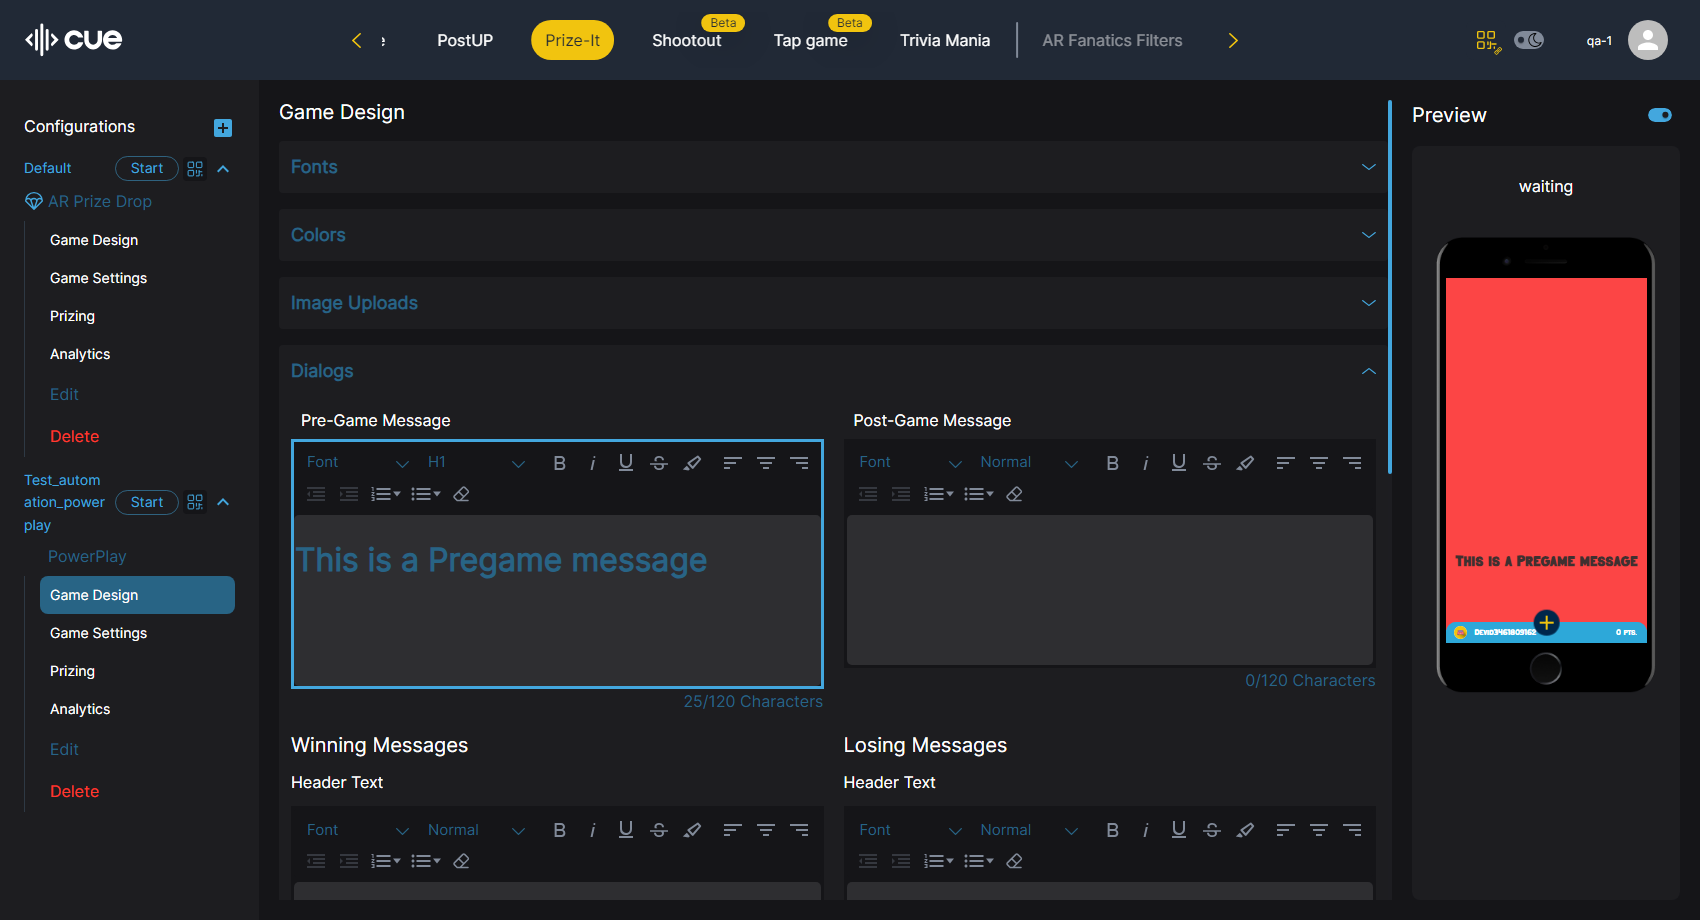 cue
PostUP
Prize-It
Beta
Shootout
Beta
Tap game
Trivia Mania
AR Fanatics Filters
qa-1
Configurations
Default
Start
AR Prize Drop
Game Design
Game Settings
Prizing
Analytics
Edit
Delete
Test_autom
ation_power
play
Start
PowerPlay
Game Design
Game Settings
Prizing
Analytics
Edit
Delete
Game Design
Fonts
Colors
Image Uploads
Dialogs
Pre-Game Message
Font H1
This is a Pregame message
25/120 Characters
Post-Game Message
Font Normal
0/120 Characters
Winning Messages
Header Text
Font Normal
Losing Messages
Header Text
Font Normal
Preview
waiting
This is a Pregame message
0 pts.